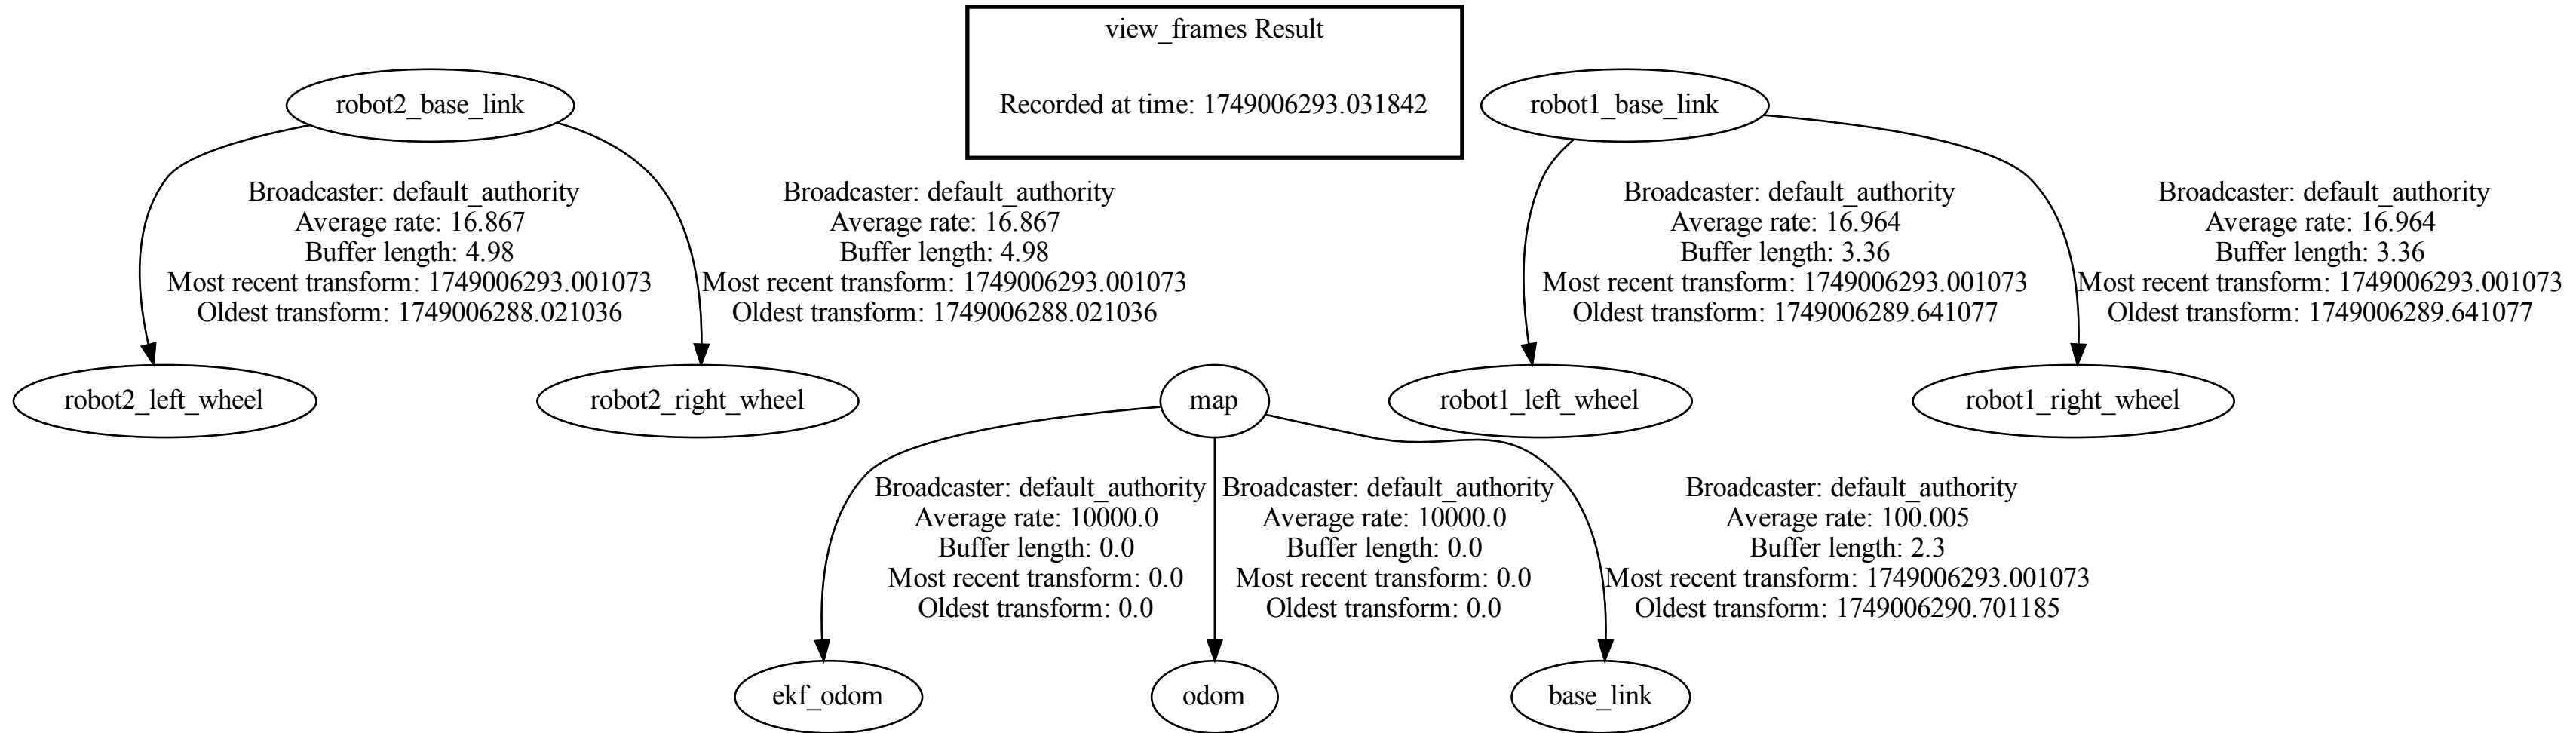 view_frames Result
Recorded at time: 1749006293.031842
robot2_base_link
robot1_base_link
Broadcaster: default_authority
Average rate: 16.867
Buffer length: 4.98
Most recent transform: 1749006293.001073
Oldest transform: 1749006288.021036
Broadcaster: default_authority
Average rate: 16.867
Buffer length: 4.98
Most recent transform: 1749006293.001073
Oldest transform: 1749006288.021036
Broadcaster: default_authority
Average rate: 16.964
Buffer length: 3.36
Most recent transform: 1749006293.001073
Oldest transform: 1749006289.641077
Broadcaster: default_authority
Average rate: 16.964
Buffer length: 3.36
Most recent transform: 1749006293.001073
Oldest transform: 1749006289.641077
robot2_left_wheel
robot2_right_wheel
map
robot1_left_wheel
robot1_right_wheel
Broadcaster: default_authority
Average rate: 10000.0
Buffer length: 0.0
Most recent transform: 0.0
Oldest transform: 0.0
Broadcaster: default_authority
Average rate: 10000.0
Buffer length: 0.0
Most recent transform: 0.0
Oldest transform: 0.0
Broadcaster: default_authority
Average rate: 100.005
Buffer length: 2.3
Most recent transform: 1749006293.001073
Oldest transform: 1749006290.701185
ekf_odom
odom
base_link